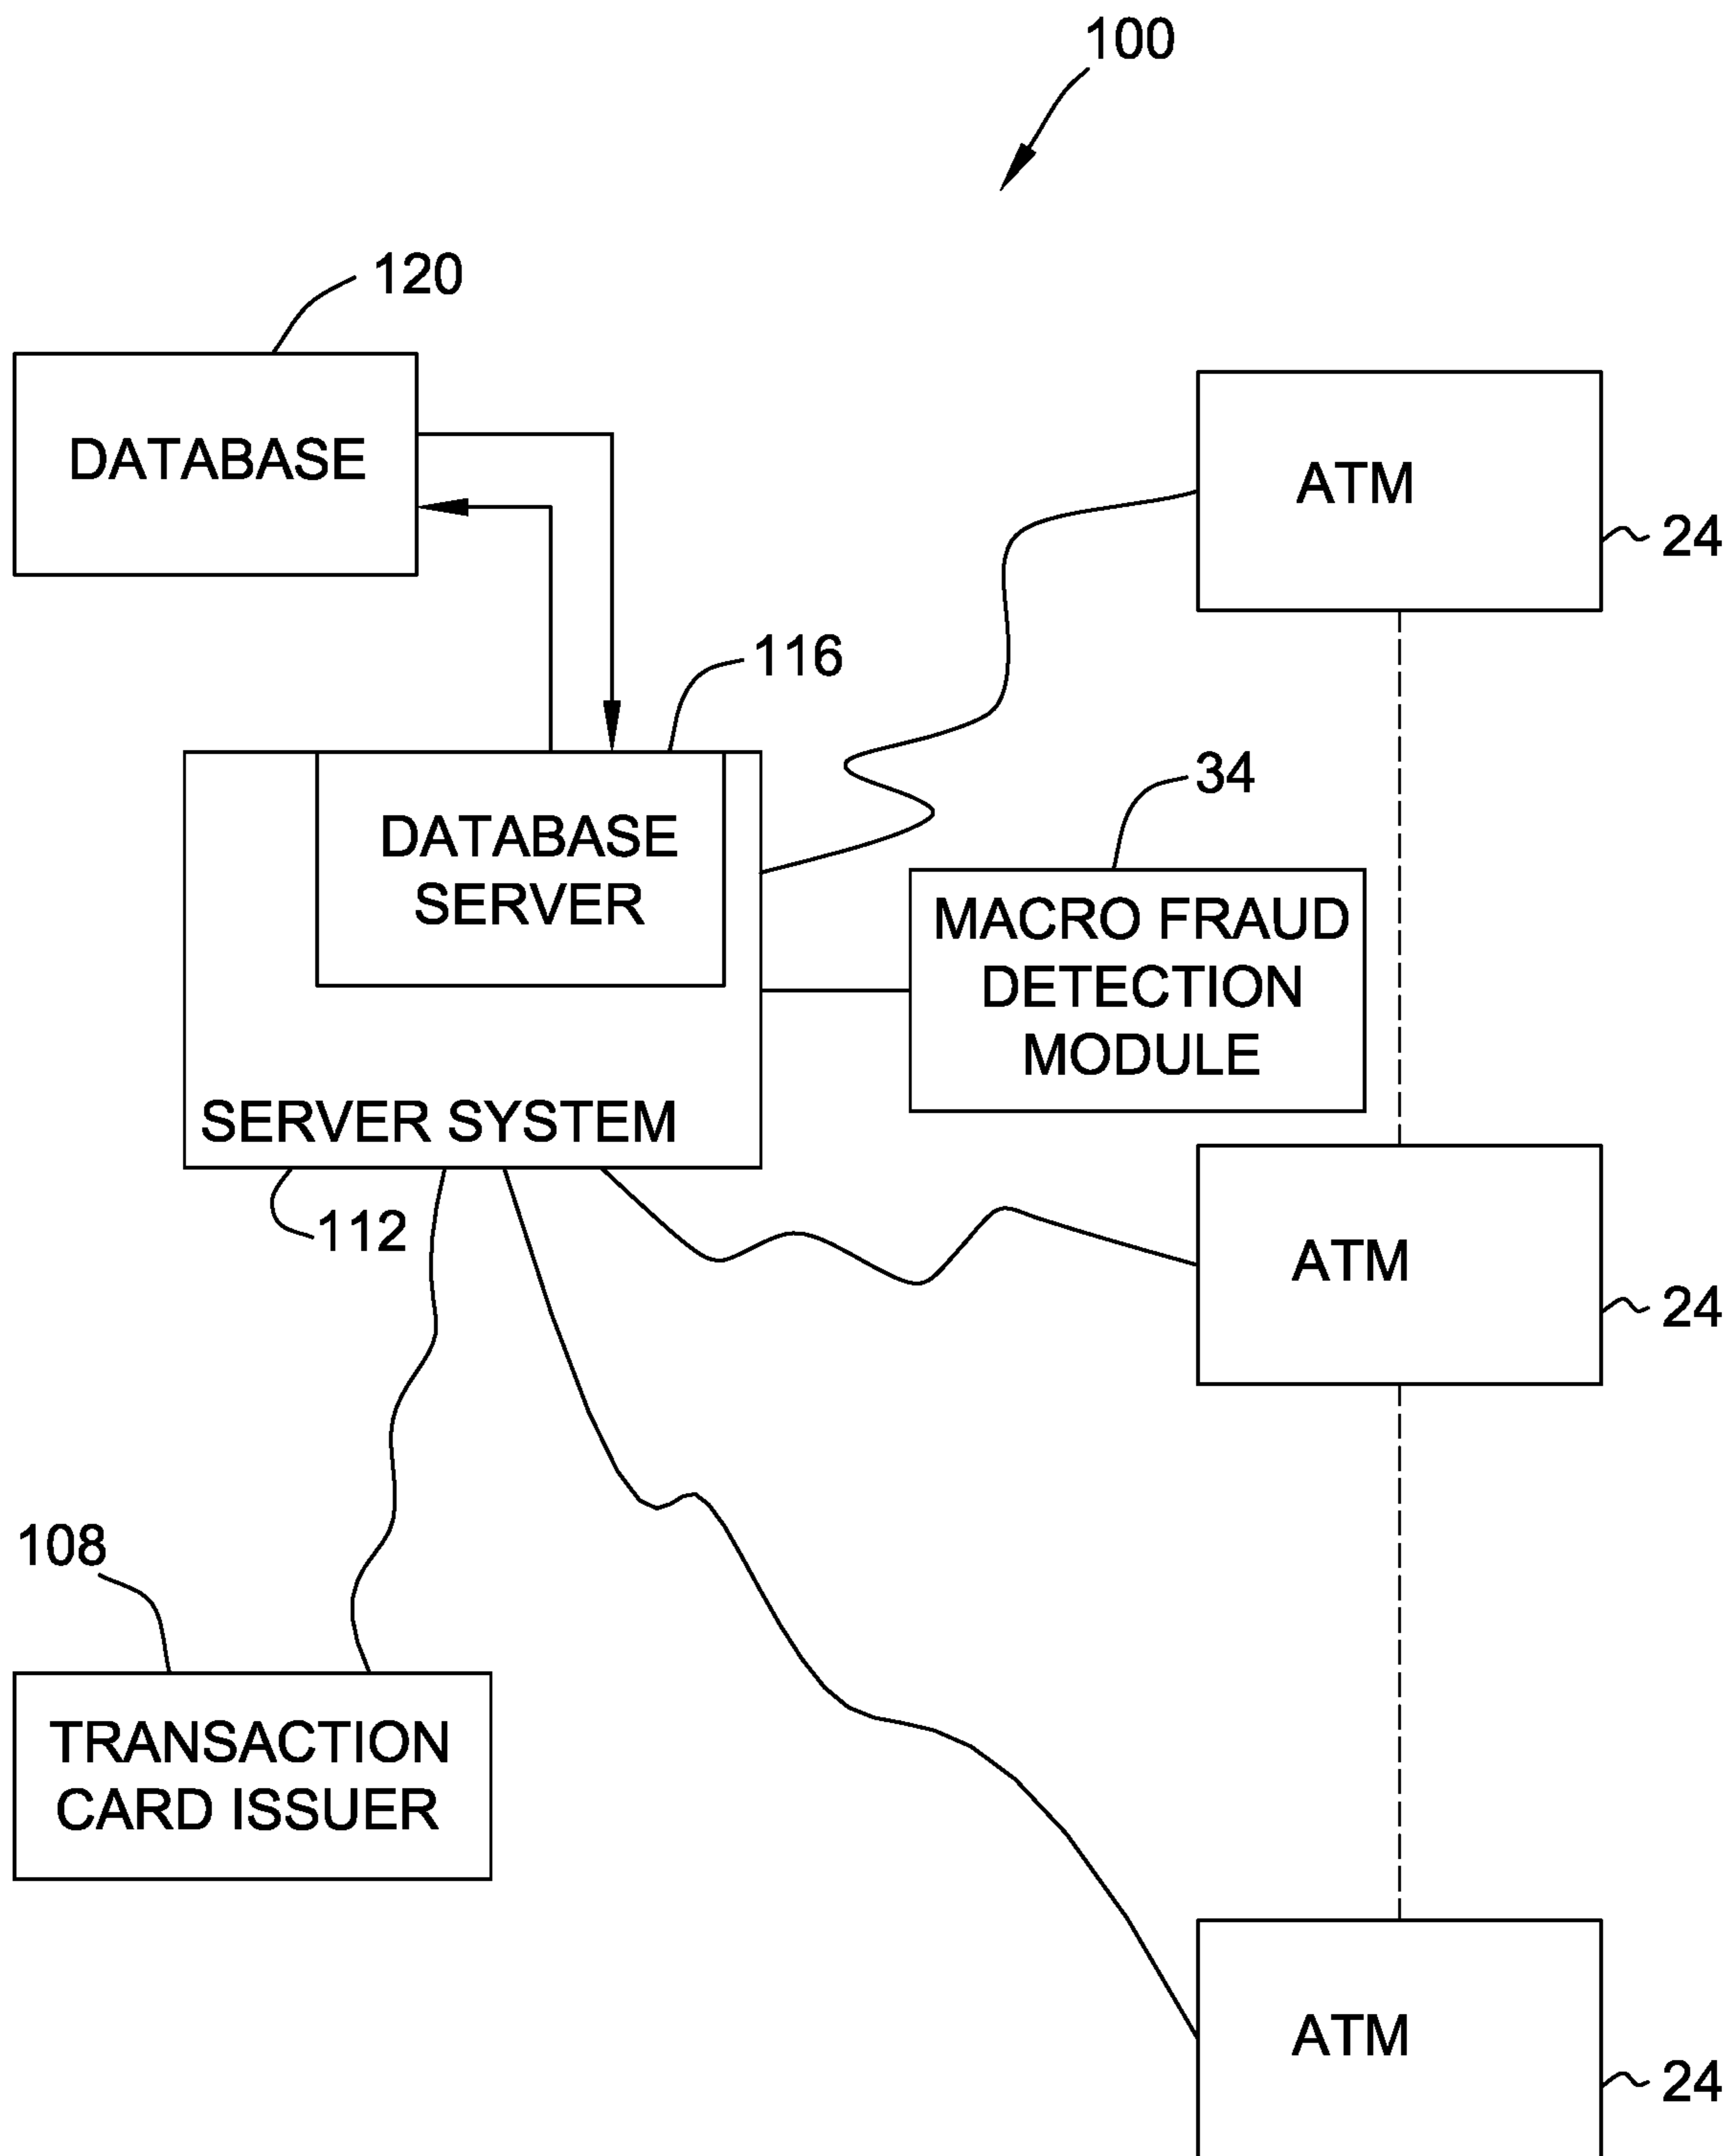 100
120
DATABASE
ATM
24
116
34
DATABASE
SERVER
MACRO FRAUD
DETECTION
MODULE
SERVER SYSTEM
112
ATM
24
108
TRANSACTION
CARD ISSUER
ATM
24